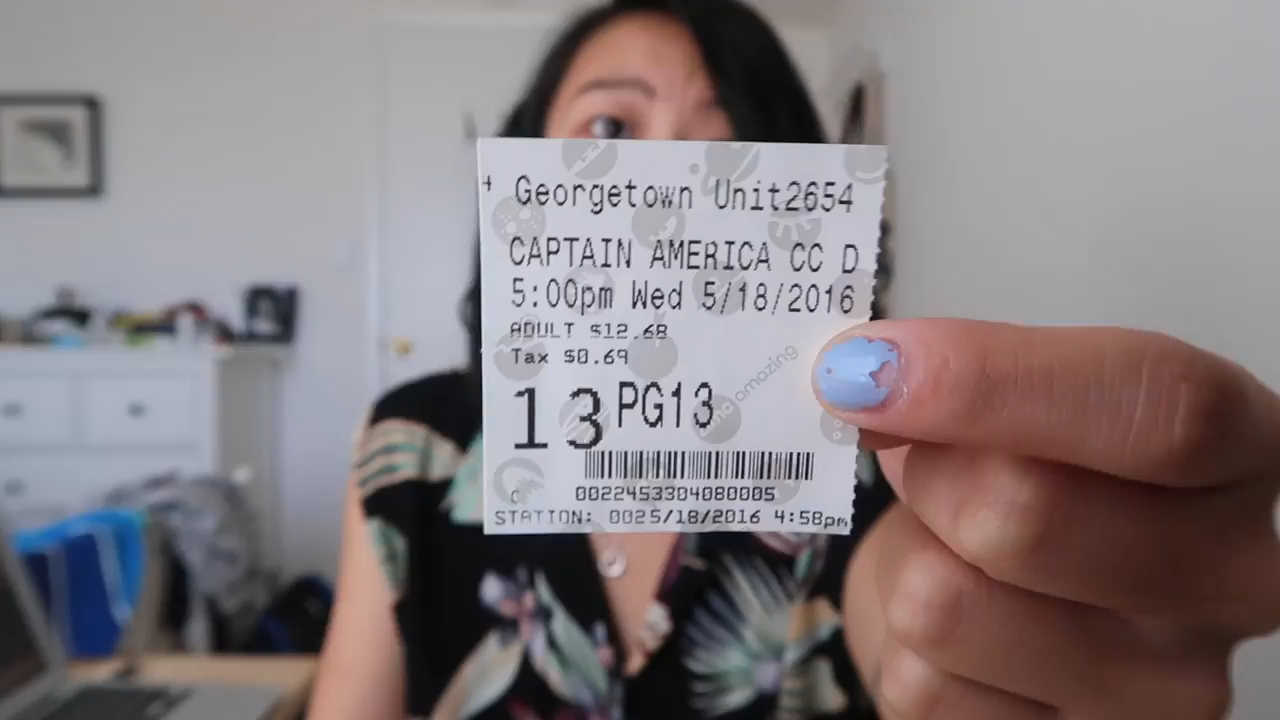 Georgetown Unit2654
CAPTAIN AMERICA CC D
5:00pm Wed 5/18/2016
ADULT $12.68
Tax $0.69
13 PG13
amazing
C 0022453304080005
STATION: 0025/18/2016 4:58pm